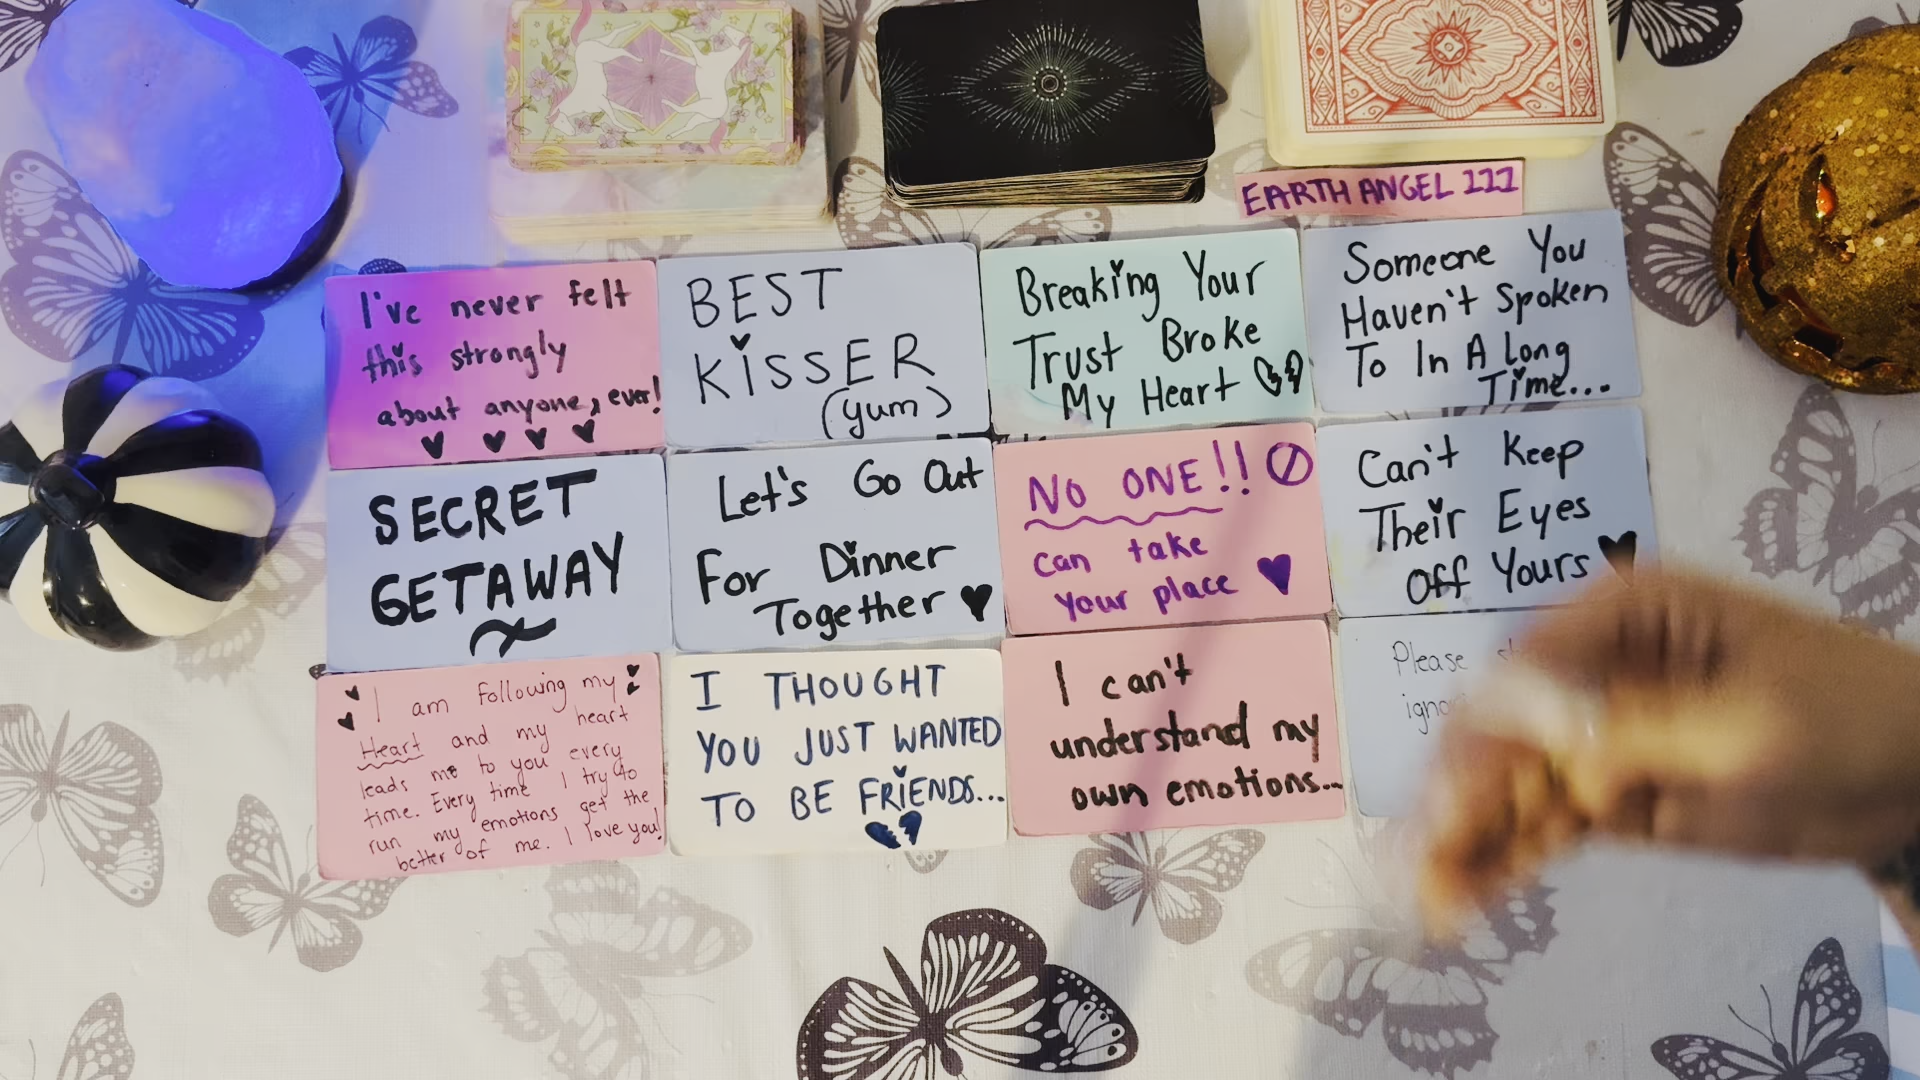 EARTH ANGEL 111
I've never felt
this strongly
about anyone, ever!
BEST
KISSER
(yum)
Breaking Your
Trust Broke
My Heart
Someone You
Haven't Spoken
To In A Long
Time...
SECRET
GETAWAY
Let's Go Out
For Dinner
Together
NO ONE!!
can take
your place
Can't Keep
Their Eyes
Off Yours
I am following my
Heart and my heart
leads me to you every
time. Every time I try to
run my emotions get the
better of me. I love you!
I THOUGHT
YOU JUST WANTED
TO BE FRIENDS...
I can't
understand my
own emotions...
Please